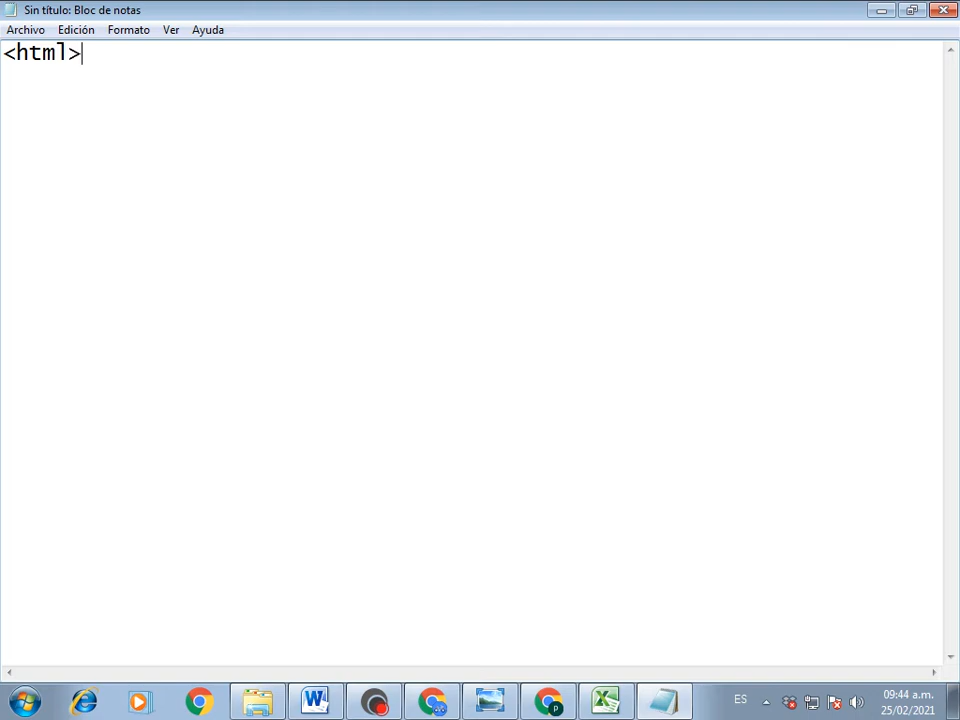 Sin título: Bloc de notas
Archivo Edición Formato Ver Ayuda
<html>
ES
09:44 a.m.
25/02/2021